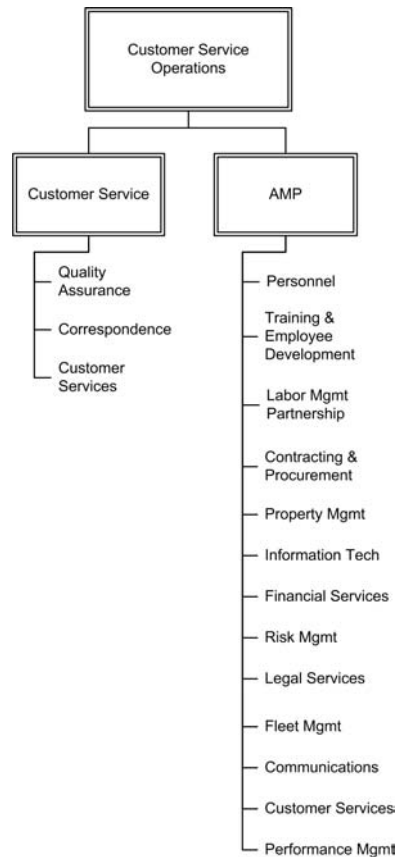 Customer Service
Operations
Customer Service
AMP
Quality
Assurance
Correspondence
Customer
Services
Personnel
Training &
Employee
Development
Labor Mgmt
Partnership
Contracting &
Procurement
Property Mgmt
Information Tech
Financial Services
Risk Mgmt
Legal Services
Fleet Mgmt
Communications
Customer Services
Performance Mgmt